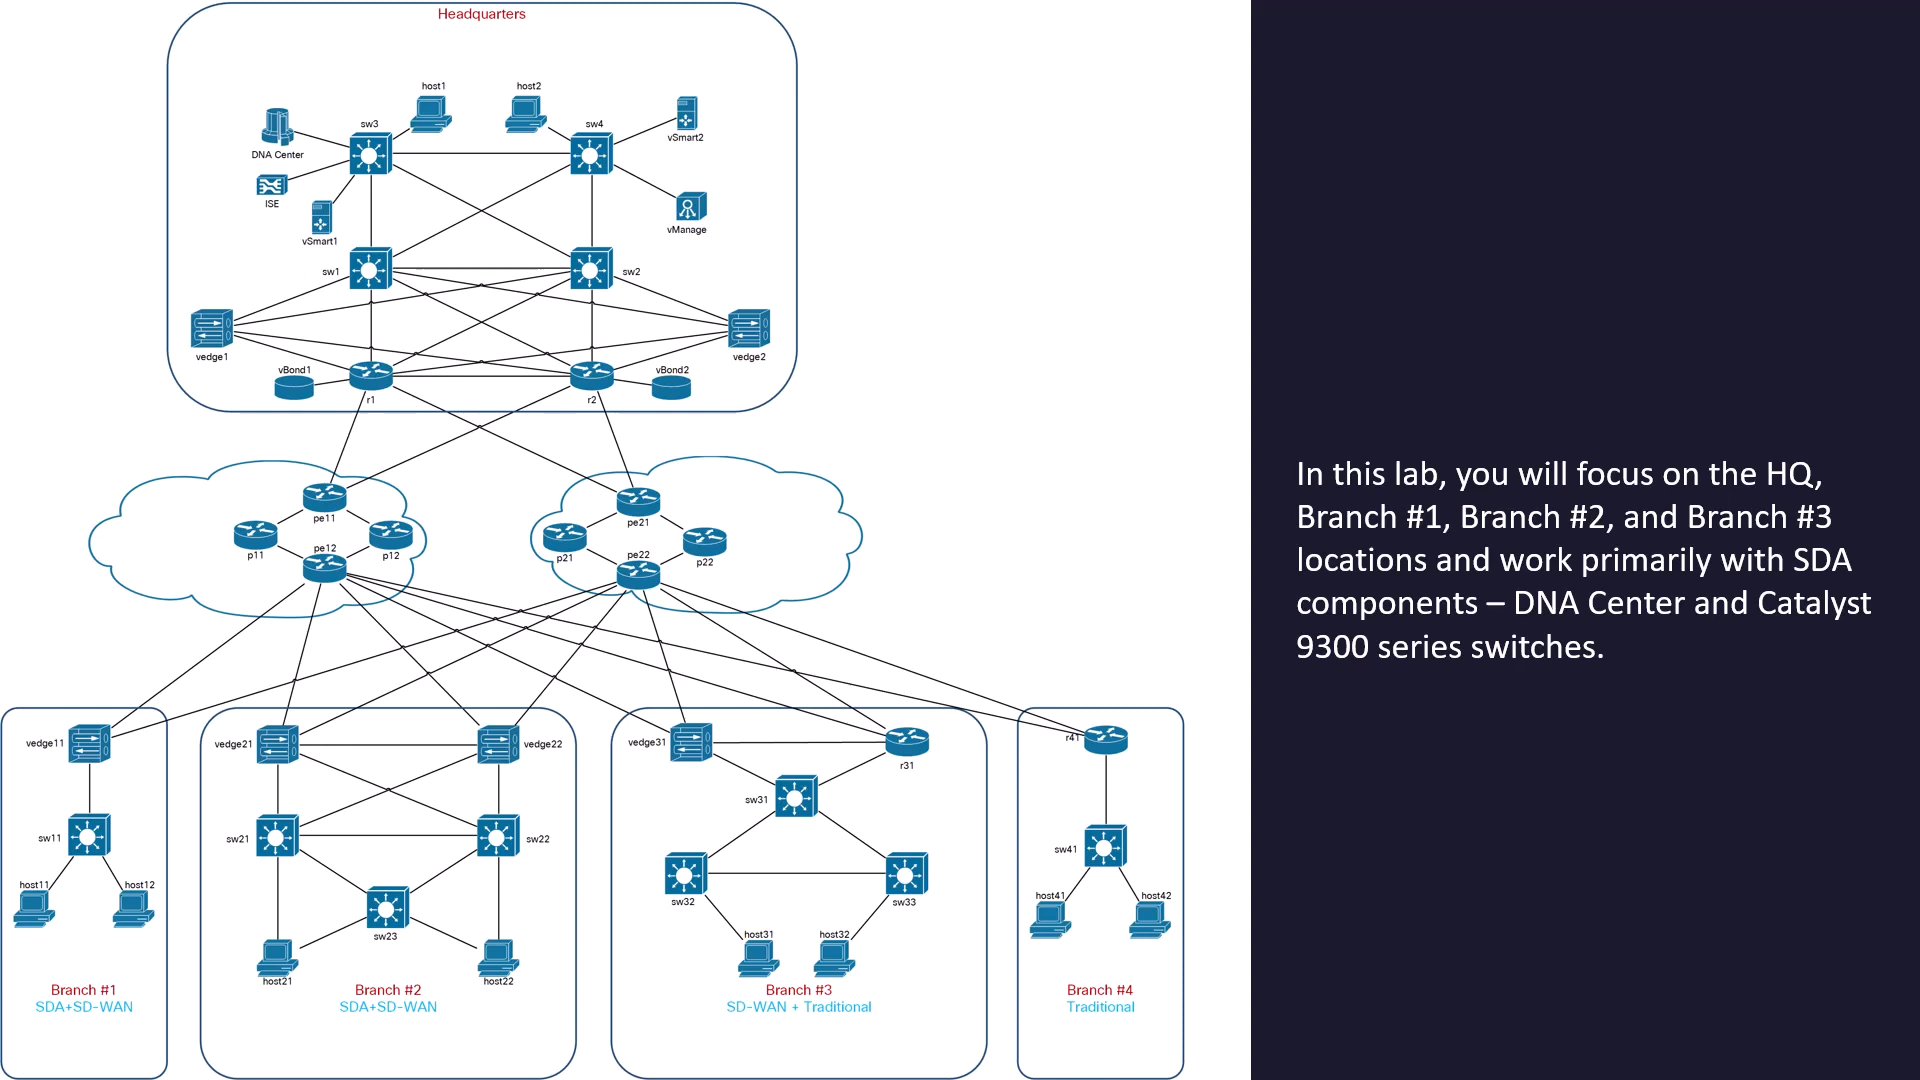 Headquarters
host1
host2
sw3
sw4
vSmart2
DNA Center
ISE
vManage
vSmart1
sw1
sw2
vedge1
vedge2
vBond1
vBond2
r1
r2
pe11
pe21
p11
pe12
p12
p21
pe22
p22
vedge11
vedge21
vedge22
vedge31
r31
r41
sw31
sw11
sw21
sw22
sw41
host11
host12
sw23
sw32
sw33
host41
host42
host31
host32
host21
host22
Branch #1
SDA+SD-WAN
Branch #2
SDA+SD-WAN
Branch #3
SD-WAN + Traditional
Branch #4
Traditional
In this lab, you will focus on the HQ,
Branch #1, Branch #2, and Branch #3
locations and work primarily with SDA
components – DNA Center and Catalyst
9300 series switches.